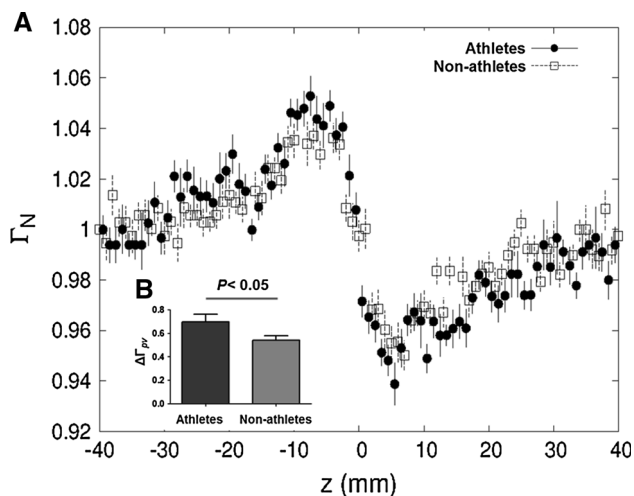 A
1.08
1.06
1.04
1.02
1
0.98
0.96
0.94
0.92
Γ_N
Athletes
Non-athletes
B
P< 0.05
0.8
0.6
0.4
0.2
0.0
ΔΓ_pv
Athletes Non-athletes
-40 -30 -20 -10 0 10 20 30 40
z (mm)